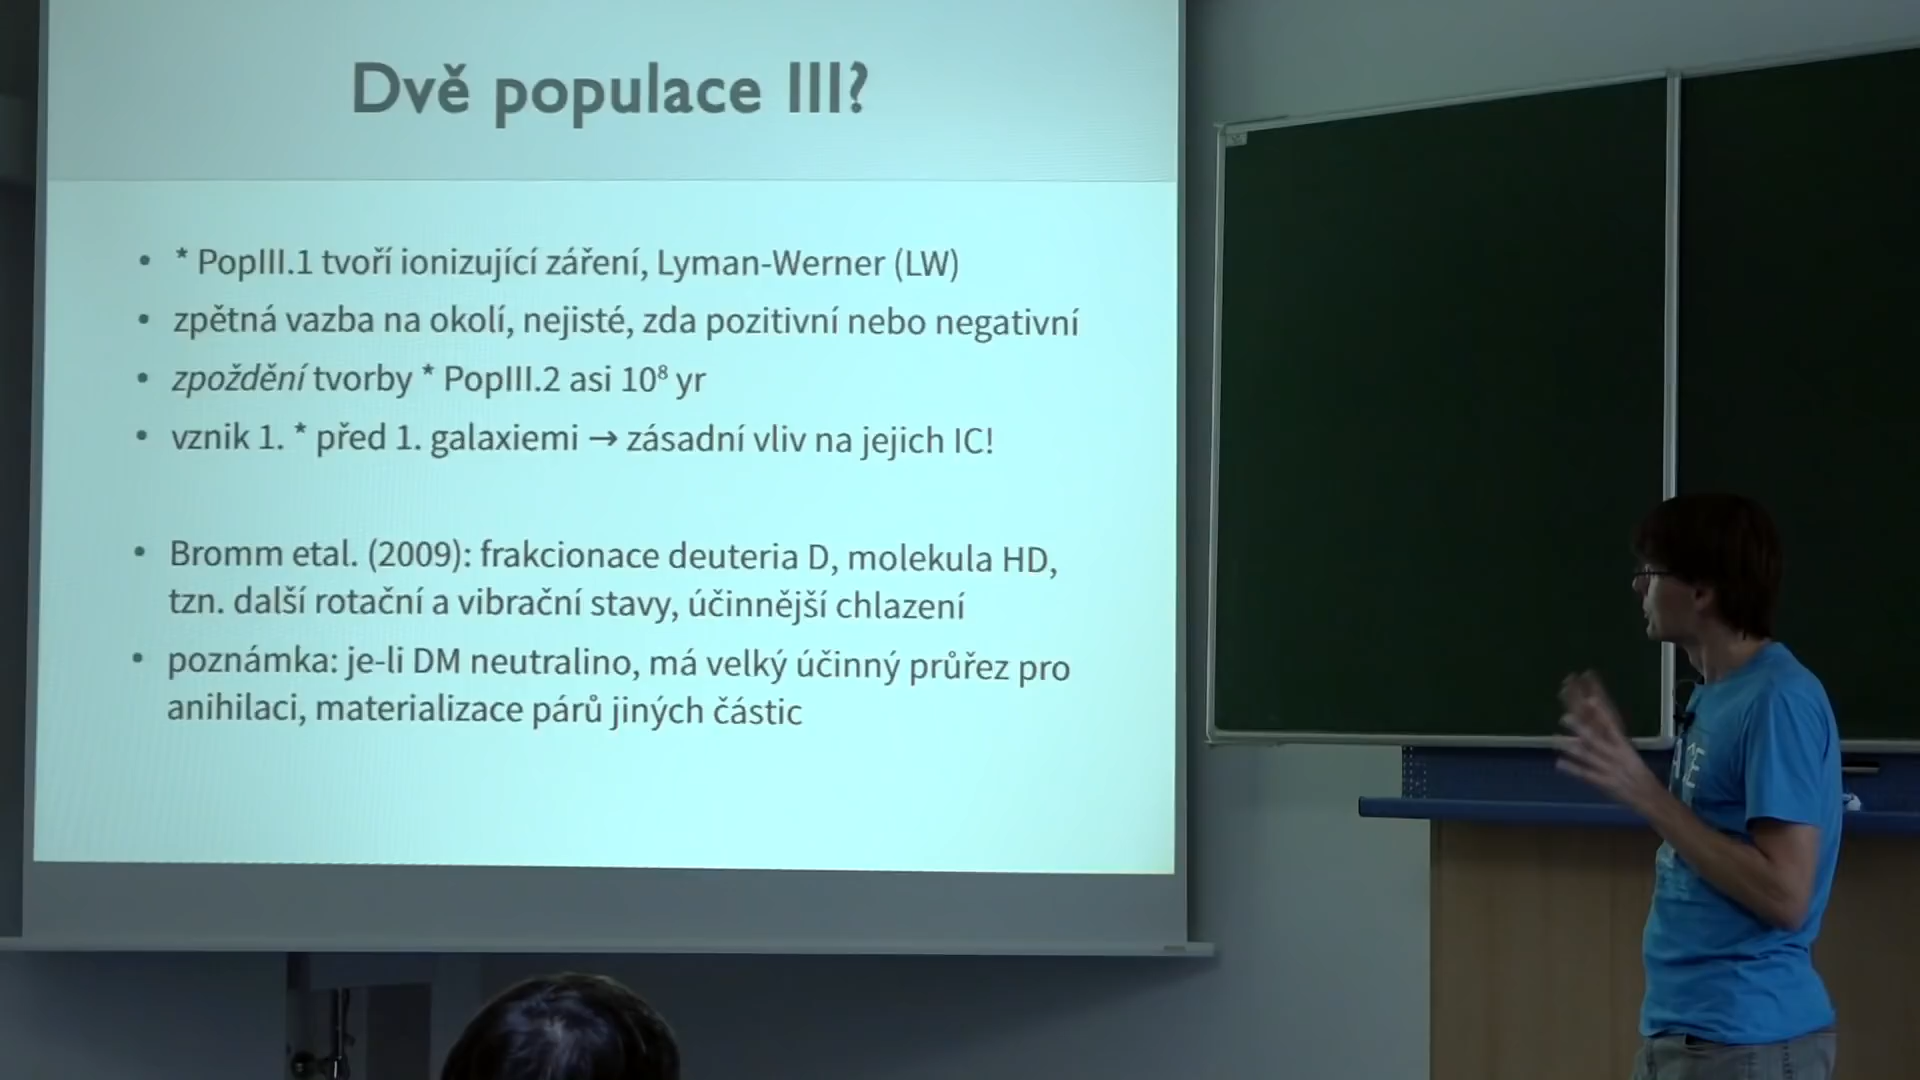 Dvě populace III?
• * PopIII.1 tvoří ionizující záření, Lyman-Werner (LW)
• zpětná vazba na okolí, nejisté, zda pozitivní nebo negativní
• zpoždění tvorby * PopIII.2 asi 10⁸ yr
• vznik 1. * před 1. galaxiemi → zásadní vliv na jejich IC!
• Bromm etal. (2009): frakcionace deuteria D, molekula HD,
tzn. další rotační a vibrační stavy, účinnější chlazení
• poznámka: je-li DM neutralino, má velký účinný průřez pro
anihilaci, materializace párů jiných částic